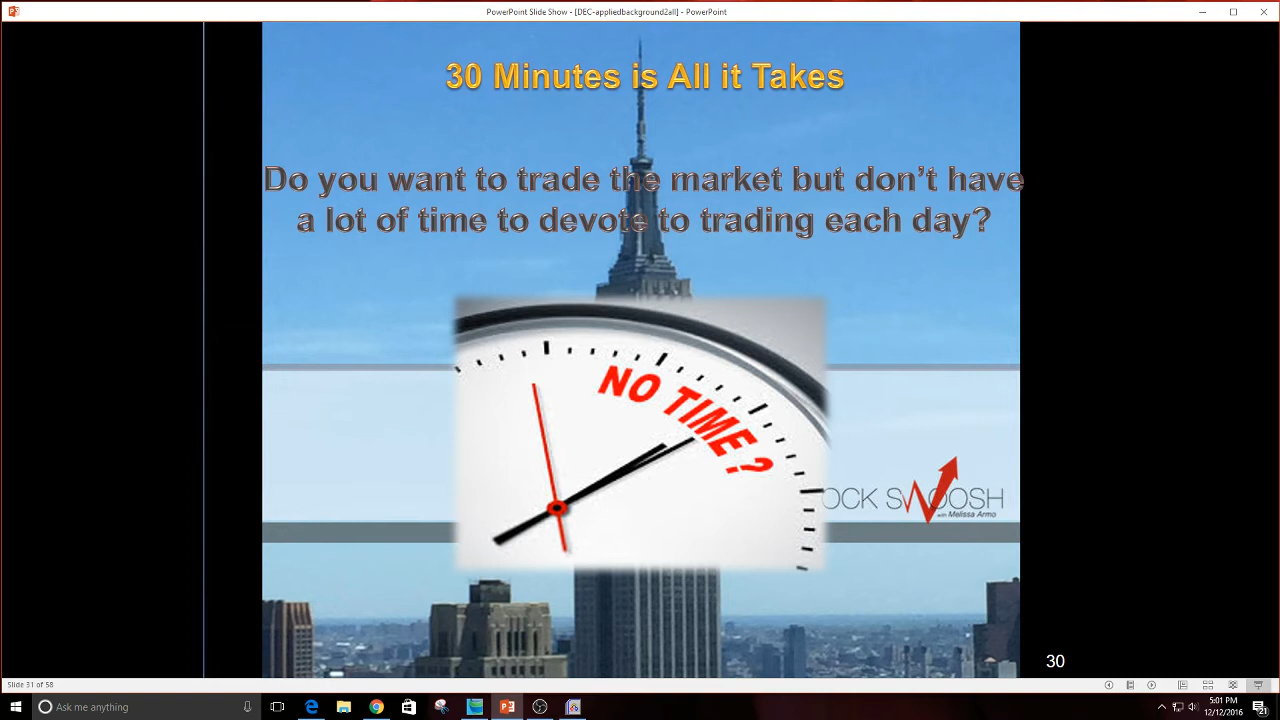 PowerPoint Slide Show - [DEC-appliedbackground2all] - PowerPoint
30 Minutes is All it Takes
Do you want to trade the market but don't have
a lot of time to devote to trading each day?
NO TIME?
OCK SWOOSH
with Melissa Armo
30
Slide 31 of 58
Ask me anything
5:01 PM
12/12/2016